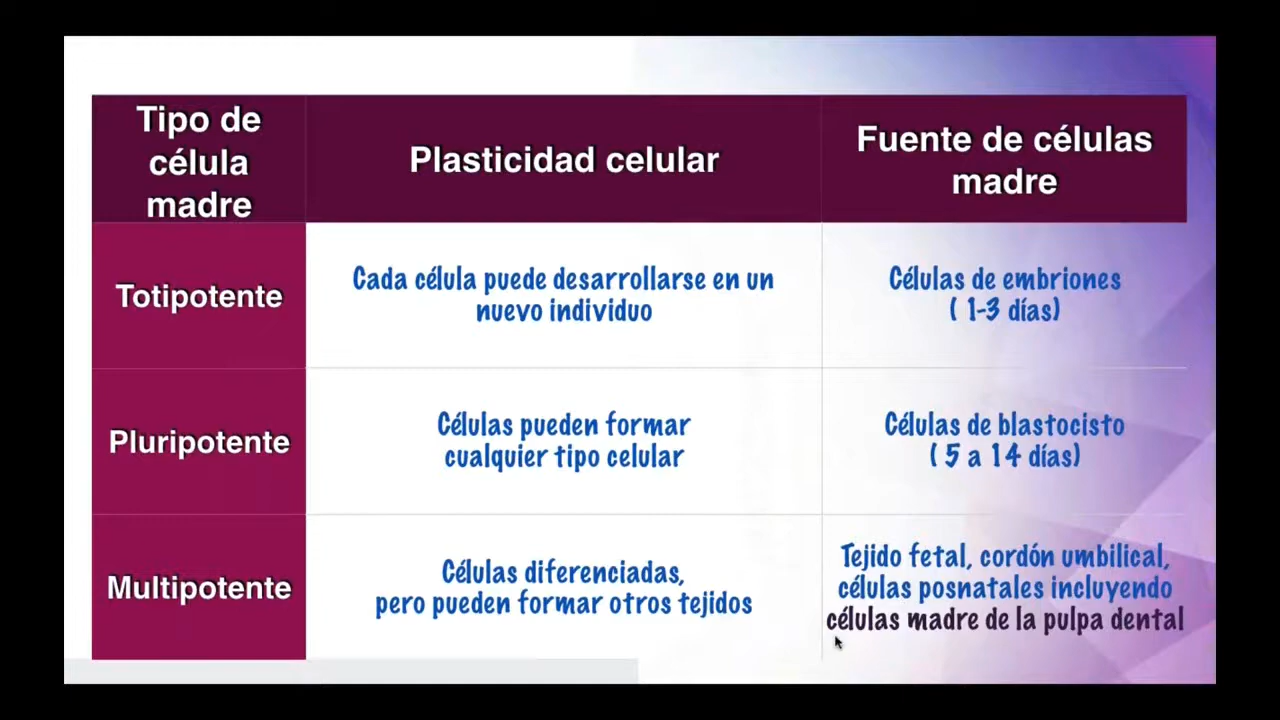 Tipo de
célula
madre
Plasticidad celular
Fuente de células
madre
Totipotente
Cada célula puede desarrollarse en un
nuevo individuo
Células de embriones
( 1-3 días)
Pluripotente
Células pueden formar
cualquier tipo celular
Células de blastocisto
( 5 a 14 días)
Multipotente
Células diferenciadas,
pero pueden formar otros tejidos
Tejido fetal, cordón umbilical,
células posnatales incluyendo
células madre de la pulpa dental